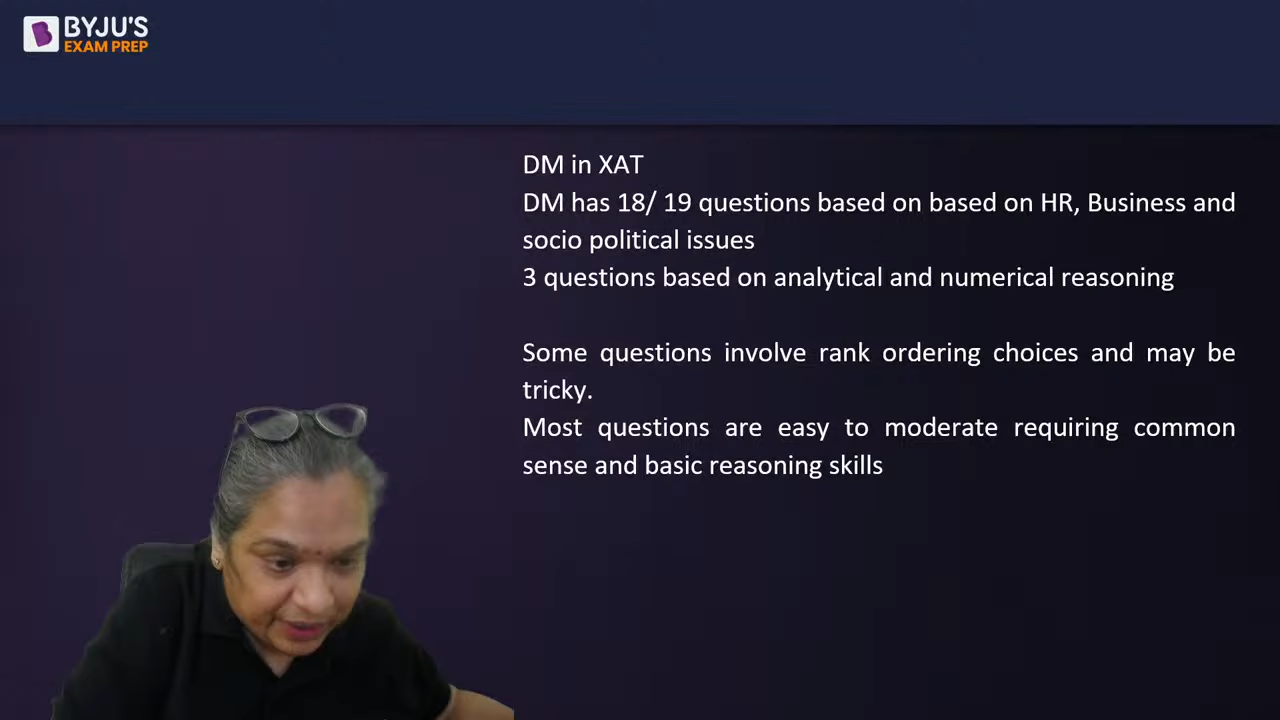 BYJU'S
EXAM PREP
DM in XAT
DM has 18/ 19 questions based on based on HR, Business and
socio political issues
3 questions based on analytical and numerical reasoning
Some questions involve rank ordering choices and may be
tricky.
Most questions are easy to moderate requiring common
sense and basic reasoning skills